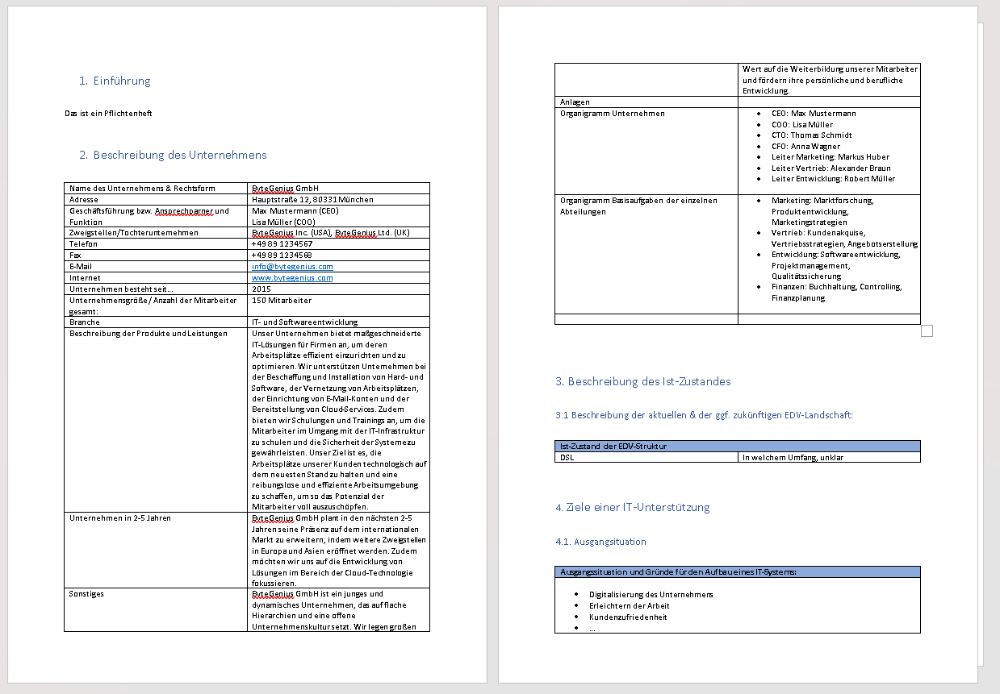 1. Einführung
Das ist ein Pflichtenheft
2. Beschreibung des Unternehmens
Name des Unternehmens & Rechtsform
ByteGenius GmbH
Adresse
Hauptstraße 12, 80331 München
Geschäftsführung bzw. Ansprechparner und
Funktion
Max Mustermann (CEO)
Lisa Müller (COO)
Zweigstellen/Tochterunternehmen
ByteGenius Inc. (USA), ByteGenius Ltd. (UK)
Telefon
+49 89 1234567
Fax
+49 89 1234568
E-Mail
info@bytegenius.com
Internet
www.bytegenius.com
Unternehmen besteht seit...
2015
Unternehmensgröße/ Anzahl der Mitarbeiter
gesamt:
150 Mitarbeiter
Branche
IT- und Softwareentwicklung
Beschreibung der Produkte und Leistungen
Unser Unternehmen bietet maßgeschneiderte
IT-Lösungen für Firmen an, um deren
Arbeitsplätze effizient einzurichten und zu
optimieren. Wir unterstützen Unternehmen bei
der Beschaffung und Installation von Hard- und
Software, der Vernetzung von Arbeitsplätzen,
der Einrichtung von E-Mail-Konten und der
Bereitstellung von Cloud-Services. Zudem
bieten wir Schulungen und Trainings an, um die
Mitarbeiter im Umgang mit der IT-Infrastruktur
zu schulen und die Sicherheit der Systeme zu
gewährleisten. Unser Ziel ist es, die
Arbeitsplätze unserer Kunden technologisch auf
dem neuesten Stand zu halten und eine
reibungslose und effiziente Arbeitsumgebung
zu schaffen, um so das Potenzial der
Mitarbeiter voll auszuschöpfen.
Unternehmen in 2-5 Jahren
ByteGenius GmbH plant in den nächsten 2-5
Jahren seine Präsenz auf dem internationalen
Markt zu erweitern, indem weitere Zweigstellen
in Europa und Asien eröffnet werden. Zudem
möchten wir uns auf die Entwicklung von
Lösungen im Bereich der Cloud-Technologie
fokussieren.
Sonstiges
ByteGenius GmbH ist ein junges und
dynamisches Unternehmen, das auf flache
Hierarchien und eine offene
Unternehmenskultur setzt. Wir legen großen
Wert auf die Weiterbildung unserer Mitarbeiter
und fördern ihre persönliche und berufliche
Entwicklung.
Anlagen
Organigramm Unternehmen
• CEO: Max Mustermann
• COO: Lisa Müller
• CTO: Thomas Schmidt
• CFO: Anna Wagner
• Leiter Marketing: Markus Huber
• Leiter Vertrieb: Alexander Braun
• Leiter Entwicklung: Robert Müller
Organigramm Basisaufgaben der einzelnen
Abteilungen
• Marketing: Marktforschung,
Produktentwicklung,
Marketingstrategien
• Vertrieb: Kundenakquise,
Vertriebsstrategien, Angebotserstellung
• Entwicklung: Softwareentwicklung,
Projektmanagement,
Qualitätssicherung
• Finanzen: Buchhaltung, Controlling,
Finanzplanung
3. Beschreibung des Ist-Zustandes
3.1 Beschreibung der aktuellen & der ggf. zukünftigen EDV-Landschaft:
Ist-Zustand der EDV-Struktur
DSL
In welchem Umfang, unklar
4. Ziele einer IT-Unterstützung
4.1. Ausgangsituation
Ausgangssituation und Gründe für den Aufbau eines IT-Systems:
• Digitalisierung des Unternehmens
• Erleichtern der Arbeit
• Kundenzufriedenheit
• ...